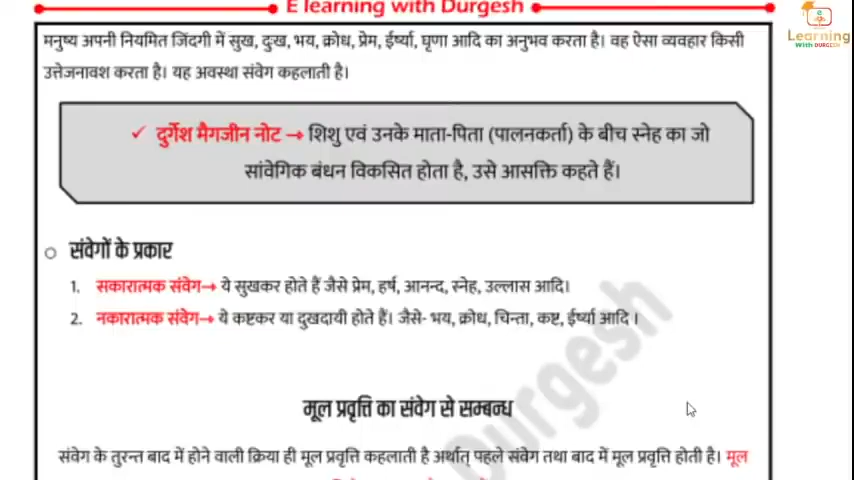 E learning with Durgesh
Learning
With DURGESH
मनुष्य अपनी नियमित जिंदगी में सुख, दुःख, भय, क्रोध, प्रेम, ईर्ष्या, घृणा आदि का अनुभव करता है। वह ऐसा व्यवहार किसी
उत्तेजनावश करता है। यह अवस्था संवेग कहलाती है।
✓ दुर्गेश मैगजीन नोट → शिशु एवं उनके माता-पिता (पालनकर्ता) के बीच स्नेह का जो
सांवेगिक बंधन विकसित होता है, उसे आसक्ति कहते हैं।
○ संवेगों के प्रकार
1. सकारात्मक संवेग→ ये सुखकर होते हैं जैसे प्रेम, हर्ष, आनन्द, स्नेह, उल्लास आदि।
2. नकारात्मक संवेग→ ये कष्टकर या दुखदायी होते हैं। जैसे- भय, क्रोध, चिन्ता, कष्ट, ईर्ष्या आदि ।
Durgesh
मूल प्रवृत्ति का संवेग से सम्बन्ध
संवेग के तुरन्त बाद में होने वाली क्रिया ही मूल प्रवृत्ति कहलाती है अर्थात् पहले संवेग तथा बाद में मूल प्रवृत्ति होती है। मूल